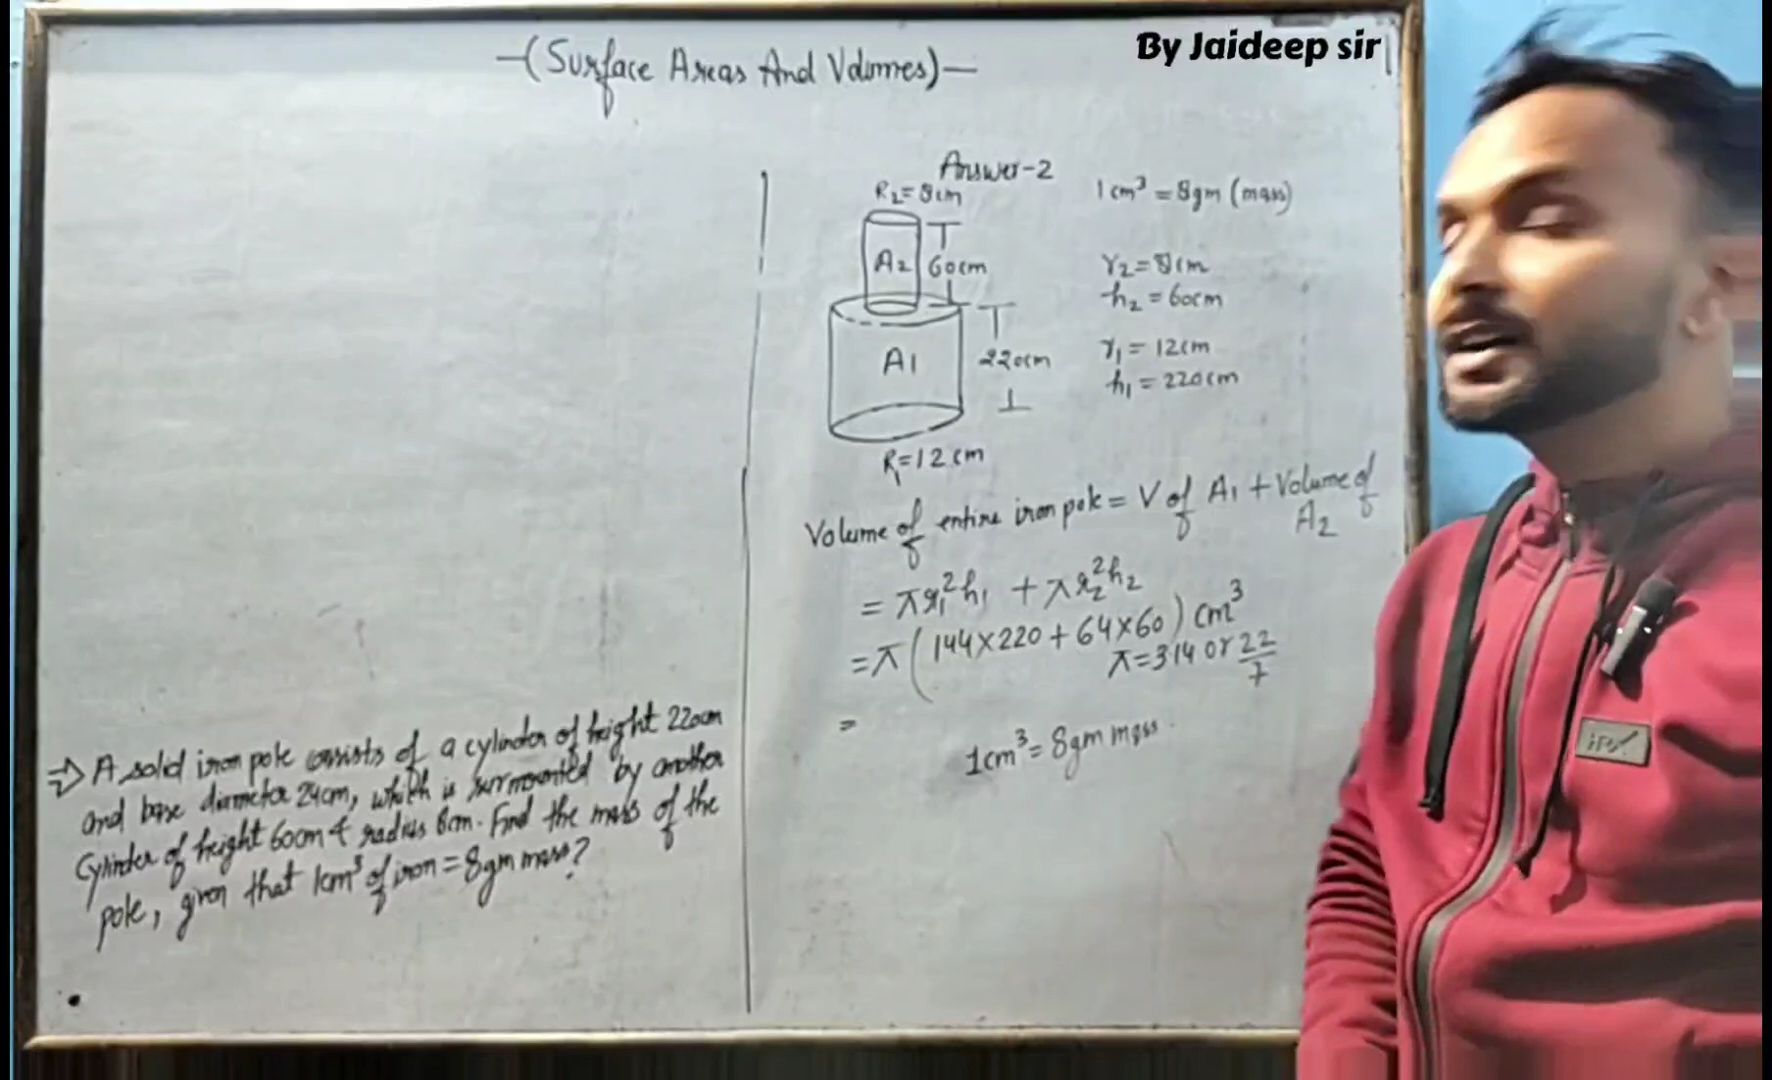 By Jaideep sir
-(Surface Areas And Volumes)-
⇒ A solid iron pole consists of a cylinder of height 220cm
and base diameter 24cm, which is surmounted by another
Cylinder of height 60cm & radius 8cm. Find the mass of the
pole, given that 1cm³ of iron = 8gm mass?
Answer-2
R₂=8cm
A2
60cm
A1
220cm
R₁=12cm
1cm³ = 8gm (mass)
r₂=8cm
h₂ = 60cm
r₁ = 12cm
h₁ = 220cm
Volume of entire iron pole = V of A1 + Volume of
A2
= πr₁²h₁ + πr₂²h₂
= π(144×220 + 64×60) cm³
π=314 or 22/7
=
1cm³ = 8gm mass.